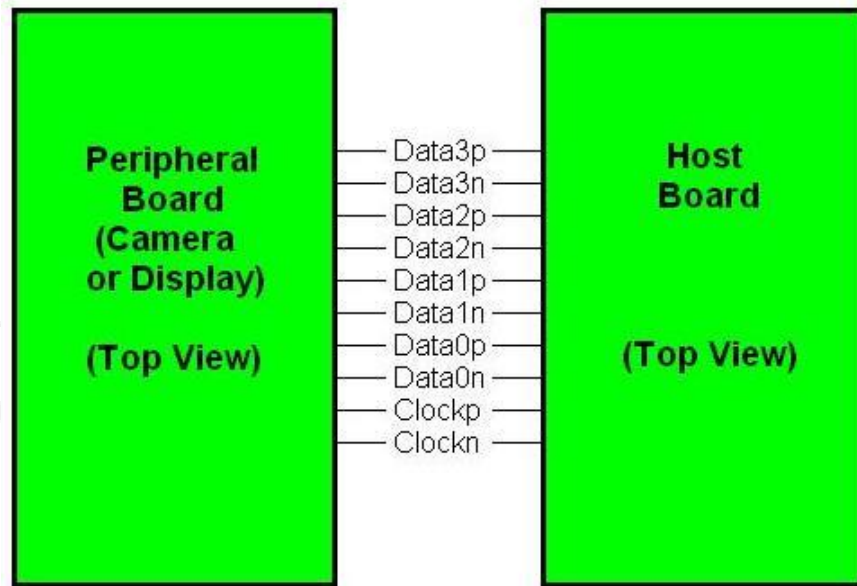 Peripheral
Board
(Camera
or Display)
(Top View)
Data3p
Data3n
Data2p
Data2n
Data1p
Data1n
Data0p
Data0n
Clockp
Clockn
Host
Board
(Top View)